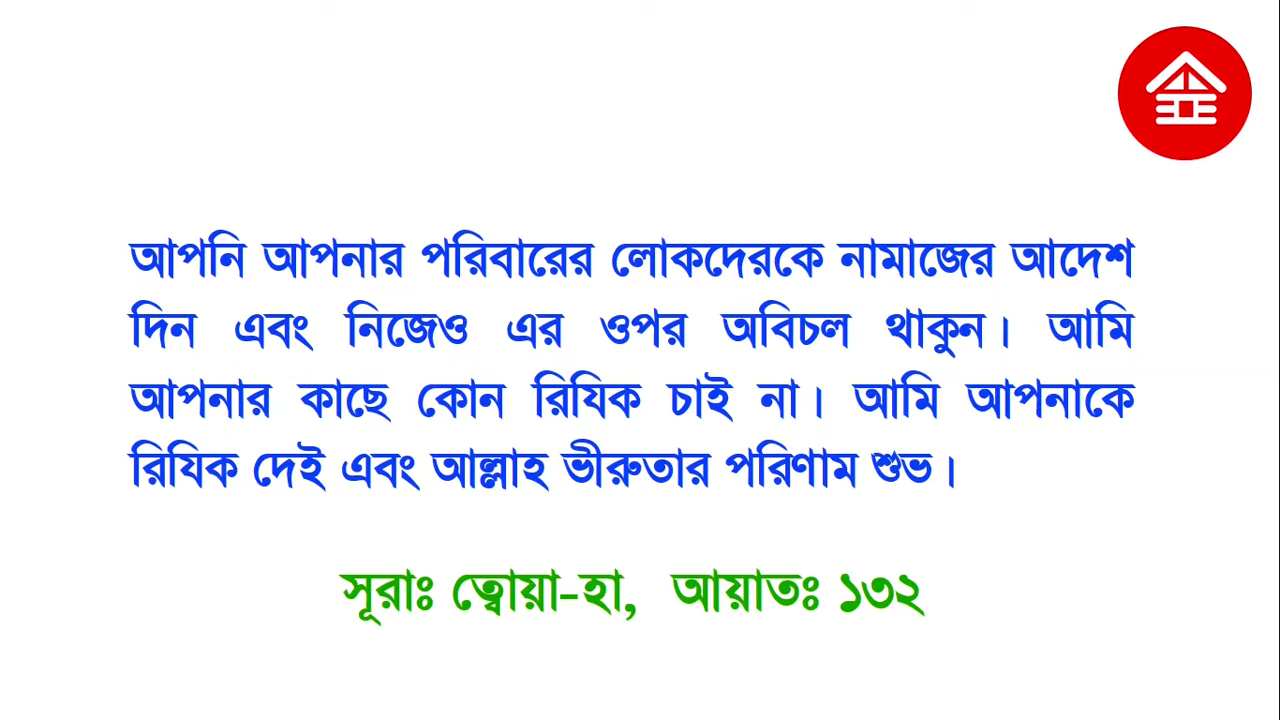 আপনি আপনার পরিবারের লোকদেরকে নামাজের আদেশ
দিন এবং নিজেও এর ওপর অবিচল থাকুন। আমি
আপনার কাছে কোন রিযিক চাই না। আমি আপনাকে
রিযিক দেই এবং আল্লাহ ভীরুতার পরিণাম শুভ।
সূরাঃ ত্বোয়া-হা, আয়াতঃ ১৩২